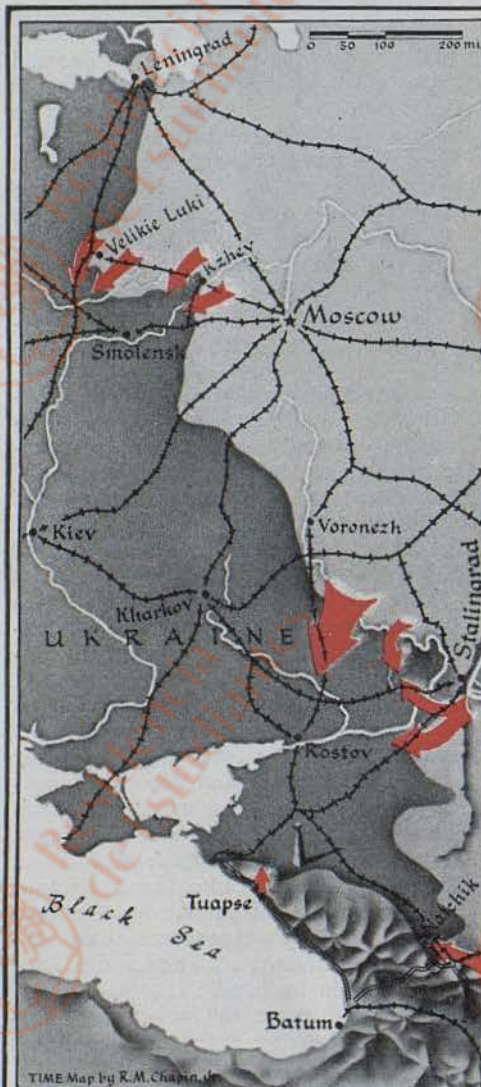 Leningrad
0 50 100 200 mi
Velikie Luki
Rzhev
Moscow
Smolensk
Kiev
Voronezh
Kharkov
Stalingrad
UKRAINE
Rostov
Black Sea
Tuapse
Nalchik
Batum
TIME Map by R.M. Chapin, Jr.